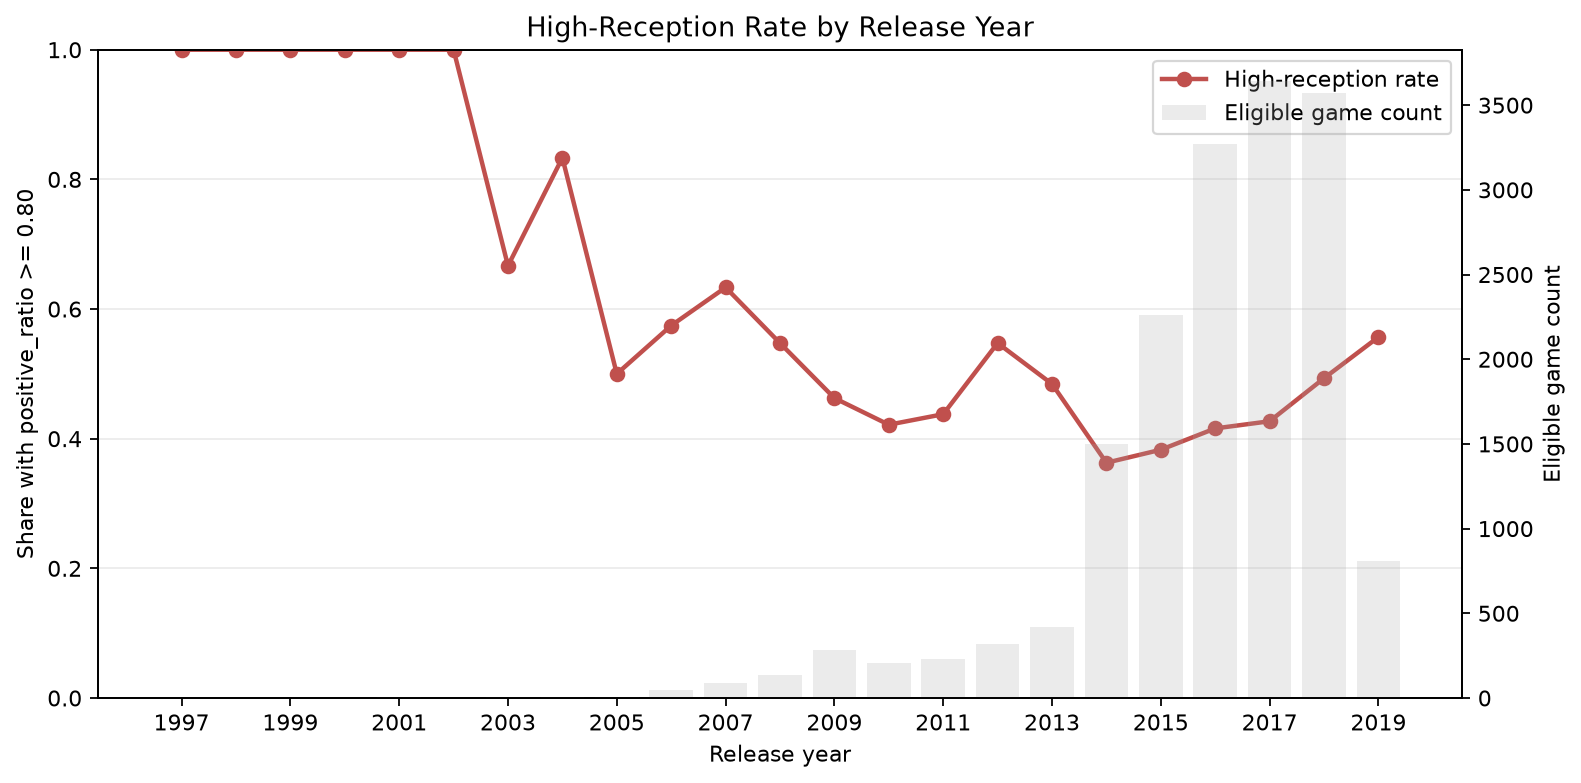 High-Reception Rate by Release Year
High-reception rate
Eligible game count
Share with positive_ratio >= 0.80
1.0
0.8
0.6
0.4
0.2
0.0
3500
3000
2500
2000
1500
1000
500
0
Eligible game count
1997 1999 2001 2003 2005 2007 2009 2011 2013 2015 2017 2019
Release year